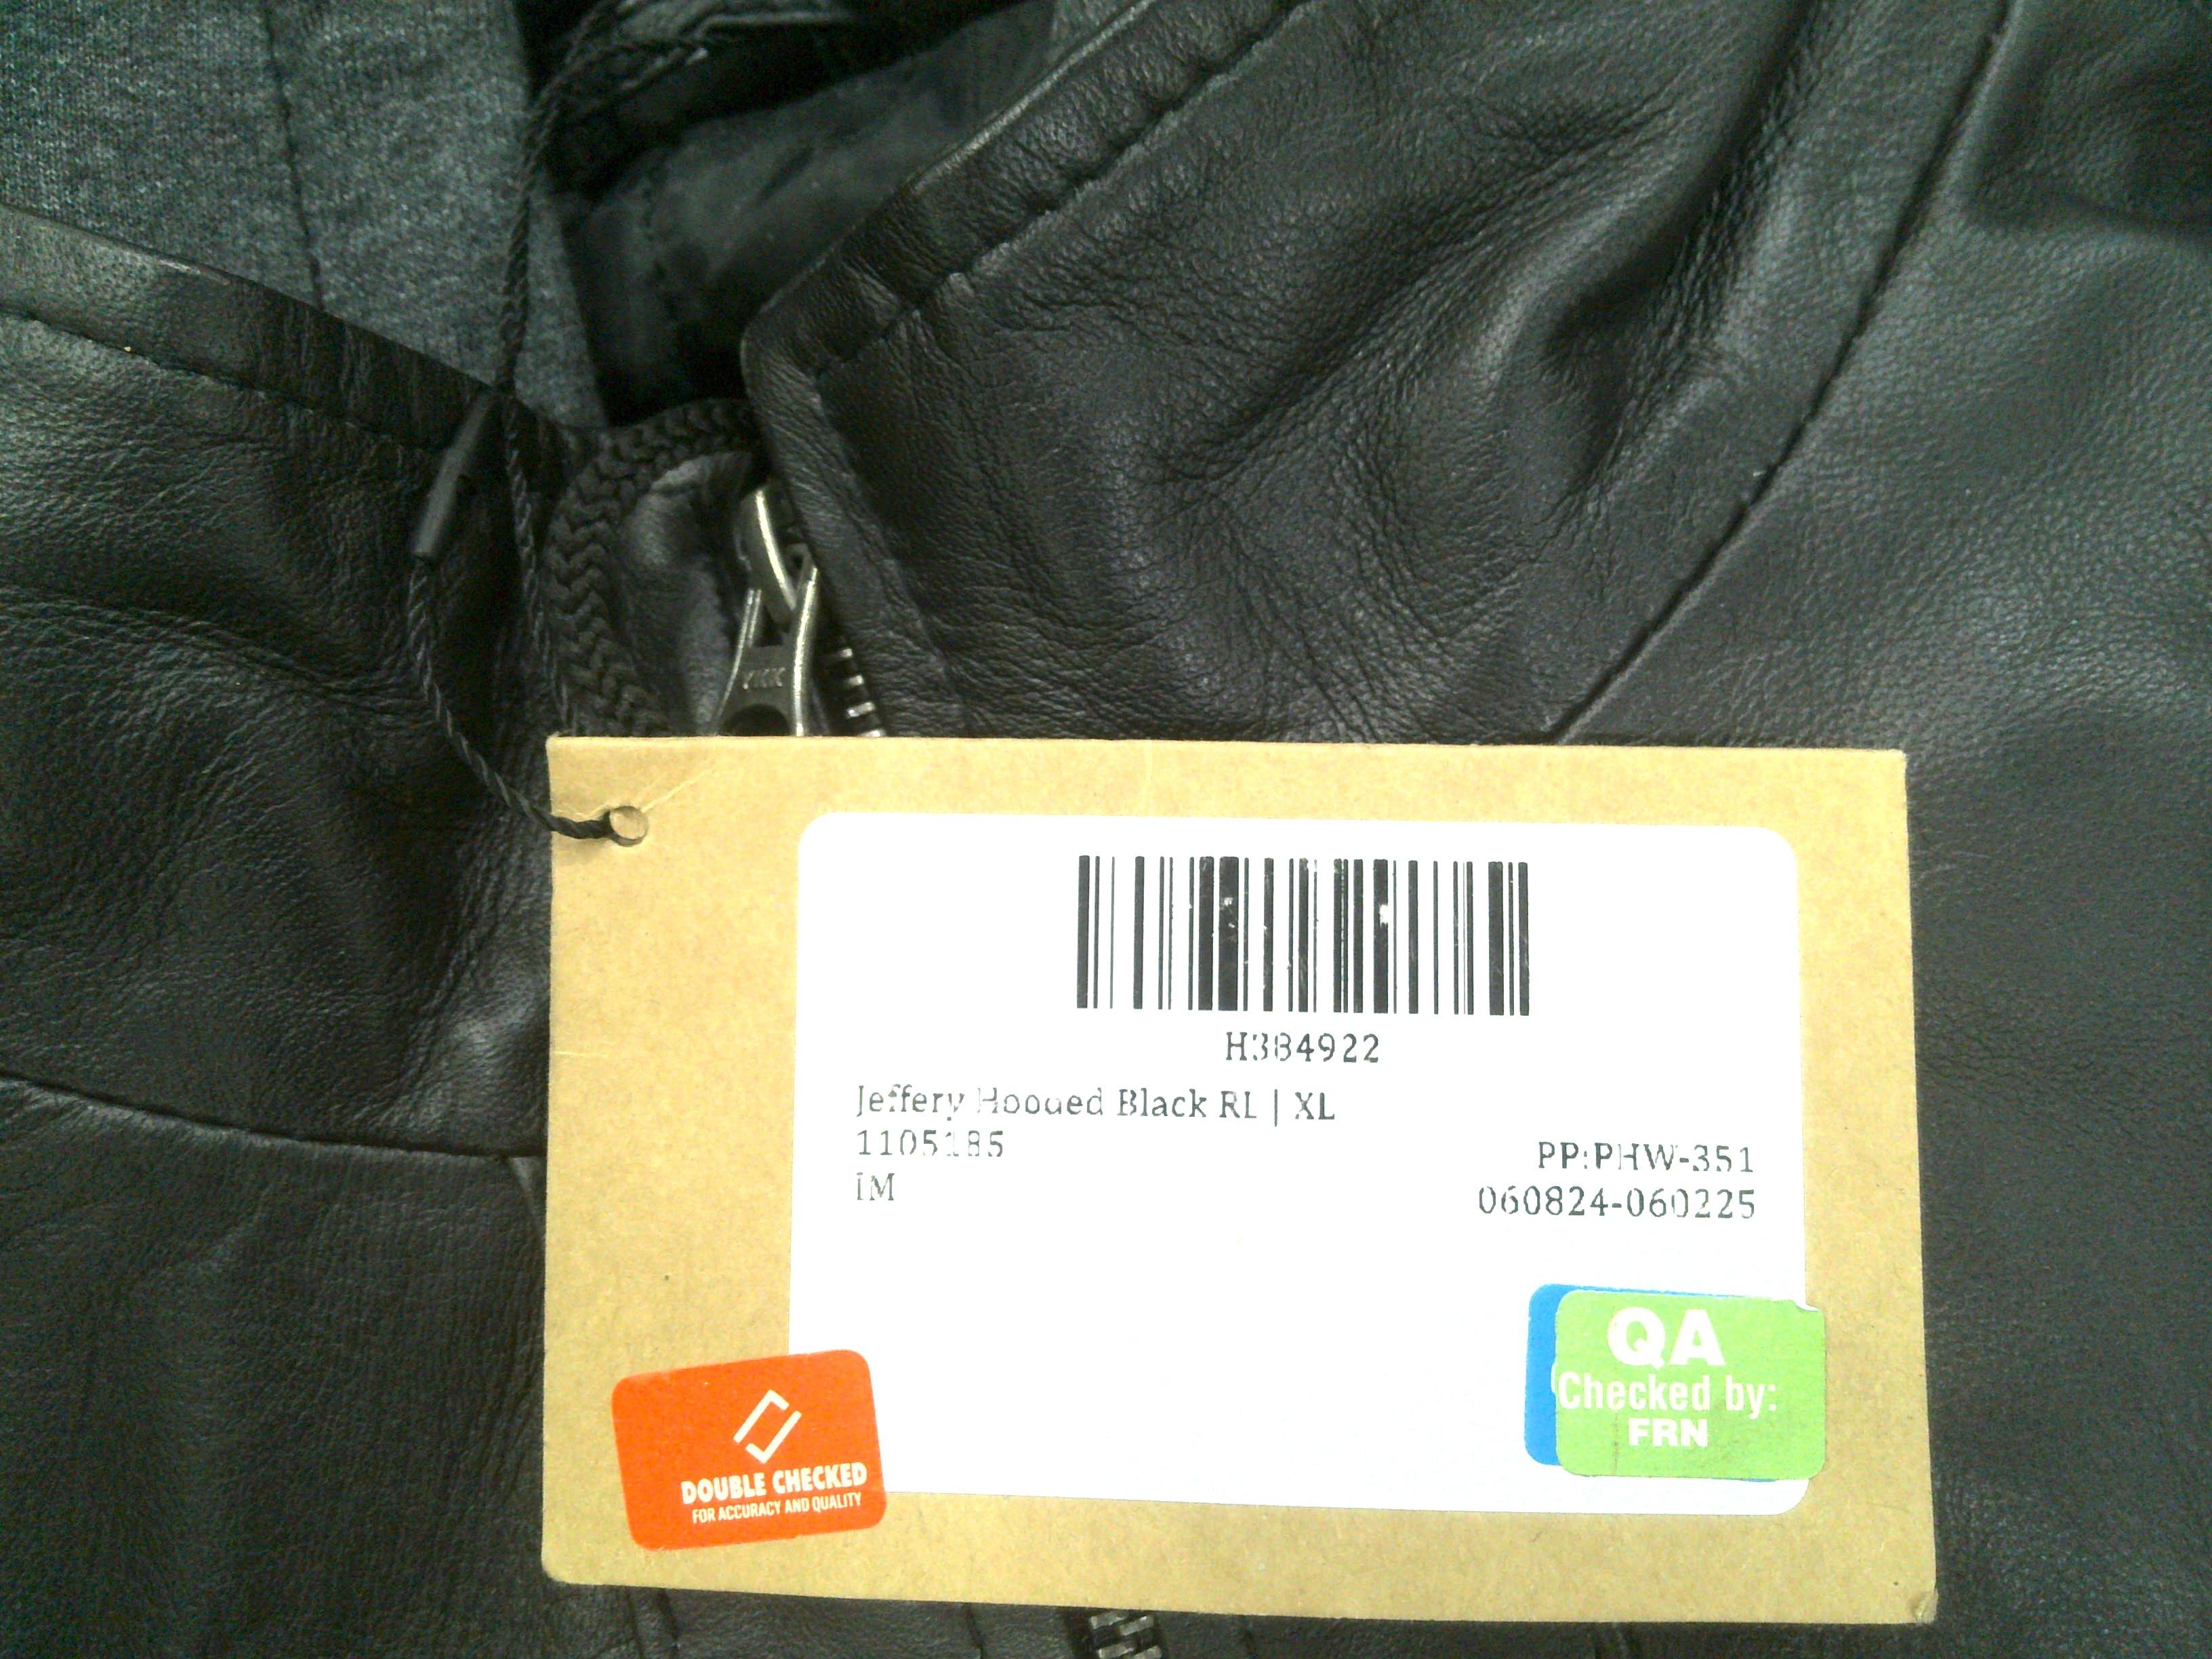 YKK
H384922
Jeffery Hooded Black RL | XL
1105185
IM
PP:PHW-351
060824-060225
QA
Checked by:
FRN
DOUBLE CHECKED
FOR ACCURACY AND QUALITY